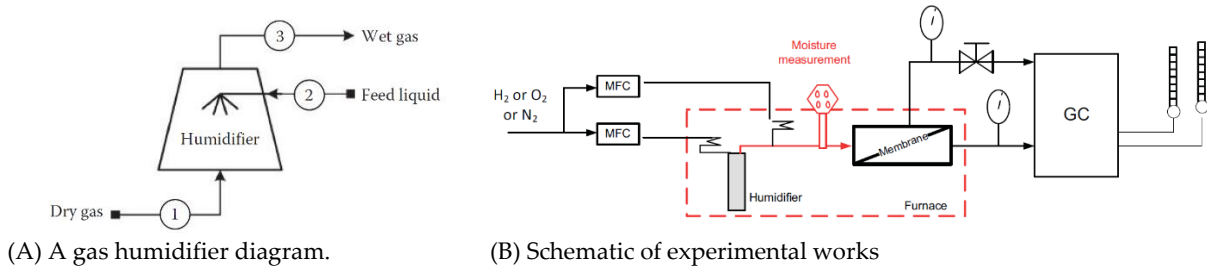 3
Wet gas
2
Feed liquid
Humidifier
Dry gas
1
(A) A gas humidifier diagram.
Moisture
measurement
H2 or O2
or N2
MFC
MFC
Humidifier
Membrane
Furnace
GC
(B) Schematic of experimental works